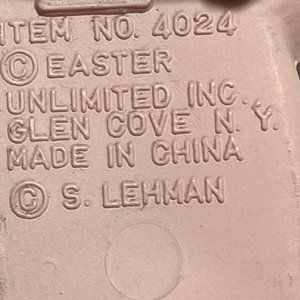 ITEM NO. 4024
© EASTER
UNLIMITED INC.,
GLEN COVE N.Y.
MADE IN CHINA
© S. LEHMAN